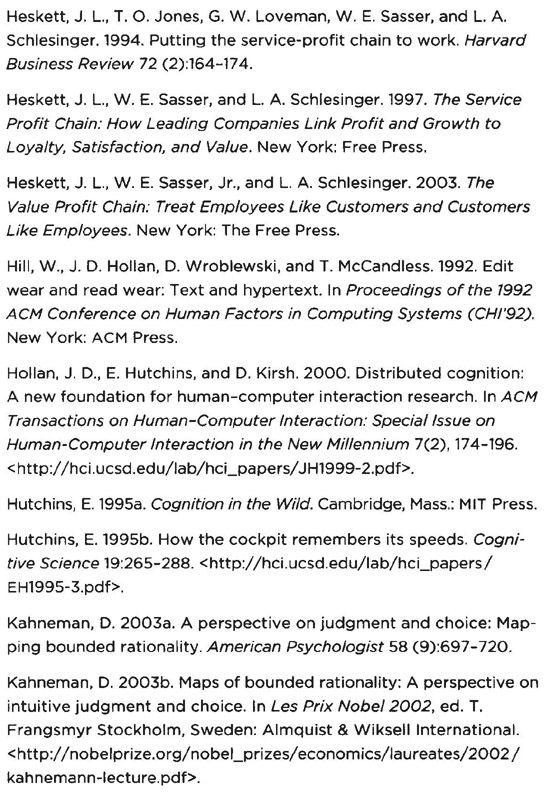 Heskett, J. L., T. O. Jones, G. W. Loveman, W. E. Sasser, and L. A.
Schlesinger. 1994. Putting the service-profit chain to work. Harvard
Business Review 72 (2):164–174.
Heskett, J. L., W. E. Sasser, and L. A. Schlesinger. 1997. The Service
Profit Chain: How Leading Companies Link Profit and Growth to
Loyalty, Satisfaction, and Value. New York: Free Press.
Heskett, J. L., W. E. Sasser, Jr., and L. A. Schlesinger. 2003. The
Value Profit Chain: Treat Employees Like Customers and Customers
Like Employees. New York: The Free Press.
Hill, W., J. D. Hollan, D. Wroblewski, and T. McCandless. 1992. Edit
wear and read wear: Text and hypertext. In Proceedings of the 1992
ACM Conference on Human Factors in Computing Systems (CHI'92).
New York: ACM Press.
Hollan, J. D., E. Hutchins, and D. Kirsh. 2000. Distributed cognition:
A new foundation for human–computer interaction research. In ACM
Transactions on Human–Computer Interaction: Special Issue on
Human-Computer Interaction in the New Millennium 7(2), 174–196.
<http://hci.ucsd.edu/lab/hci_papers/JH1999-2.pdf>.
Hutchins, E. 1995a. Cognition in the Wild. Cambridge, Mass.: MIT Press.
Hutchins, E. 1995b. How the cockpit remembers its speeds. Cogni-
tive Science 19:265–288. <http://hci.ucsd.edu/lab/hci_papers/
EH1995-3.pdf>.
Kahneman, D. 2003a. A perspective on judgment and choice: Map-
ping bounded rationality. American Psychologist 58 (9):697–720.
Kahneman, D. 2003b. Maps of bounded rationality: A perspective on
intuitive judgment and choice. In Les Prix Nobel 2002, ed. T.
Frangsmyr Stockholm, Sweden: Almquist & Wiksell International.
<http://nobelprize.org/nobel_prizes/economics/laureates/2002/
kahnemann-lecture.pdf>.